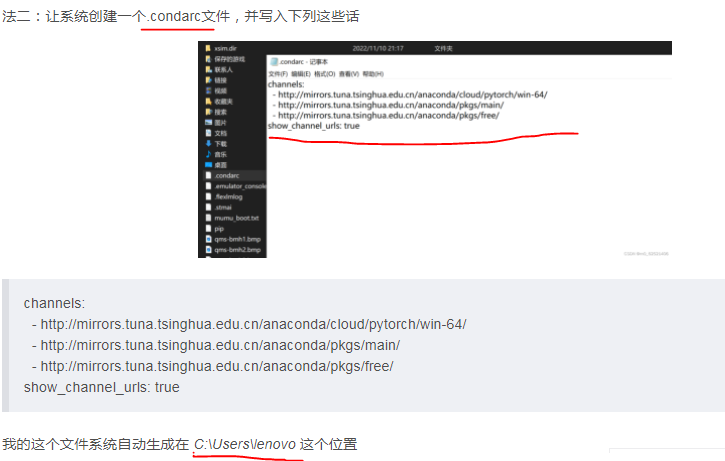 法二：让系统创建一个.condarc文件，并写入下列这些话
xsim.dir
2022/11/10 21:17
文件夹
保存的游戏
联系人
链接
视频
收藏夹
搜索
图片
文档
下载
音乐
桌面
.condarc
.emulator_console
.flexlmlog
.stmai
mumu_boot.txt
pip
qms-bmh1.bmp
qms-bmh2.bmp
.condarc - 记事本
文件(F) 编辑(E) 格式(O) 查看(V) 帮助(H)
channels:
- http://mirrors.tuna.tsinghua.edu.cn/anaconda/cloud/pytorch/win-64/
- http://mirrors.tuna.tsinghua.edu.cn/anaconda/pkgs/main/
- http://mirrors.tuna.tsinghua.edu.cn/anaconda/pkgs/free/
show_channel_urls: true
channels:
- http://mirrors.tuna.tsinghua.edu.cn/anaconda/cloud/pytorch/win-64/
- http://mirrors.tuna.tsinghua.edu.cn/anaconda/pkgs/main/
- http://mirrors.tuna.tsinghua.edu.cn/anaconda/pkgs/free/
show_channel_urls: true
我的这个文件系统自动生成在 C:\Users\lenovo 这个位置